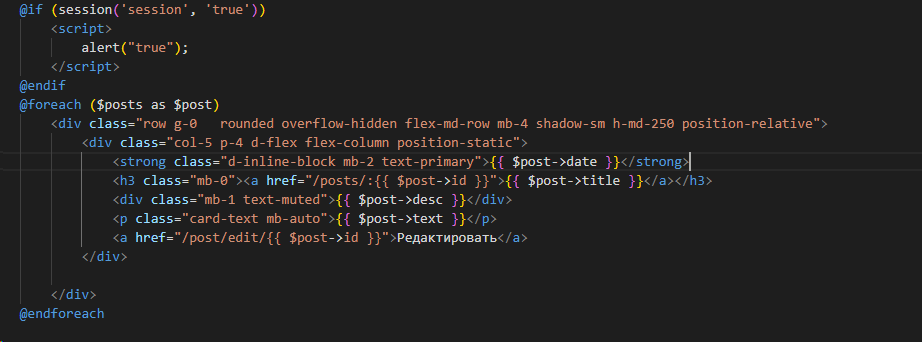 @if (session('session', 'true'))
<script>
alert("true");
</script>
@endif
@foreach ($posts as $post)
<div class="row g-0   rounded overflow-hidden flex-md-row mb-4 shadow-sm h-md-250 position-relative">
<div class="col-5 p-4 d-flex flex-column position-static">
<strong class="d-inline-block mb-2 text-primary">{{ $post->date }}</strong>
<h3 class="mb-0"><a href="/posts/:{{ $post->id }}">{{ $post->title }}</a></h3>
<div class="mb-1 text-muted">{{ $post->desc }}</div>
<p class="card-text mb-auto">{{ $post->text }}</p>
<a href="/post/edit/{{ $post->id }}">Редактировать</a>
</div>
</div>
@endforeach